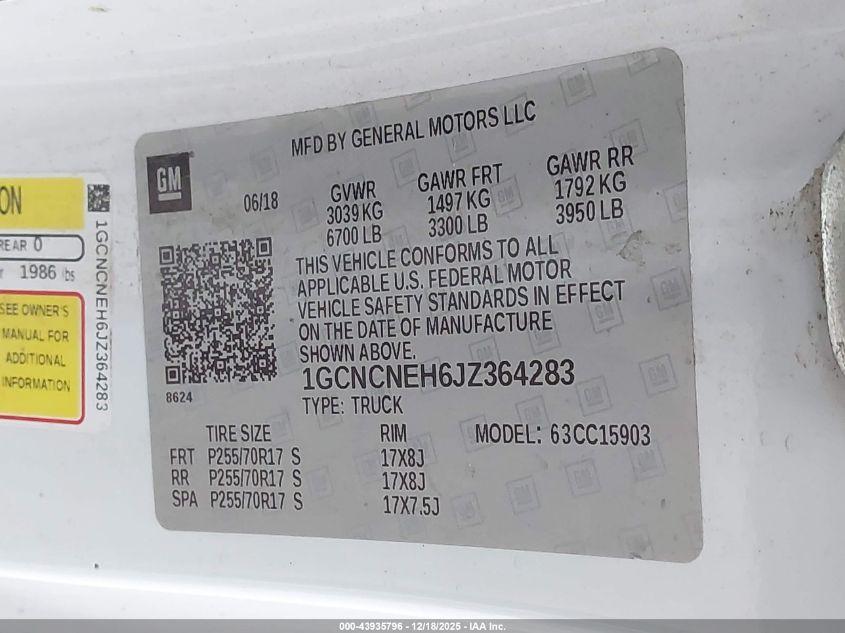 ON
REAR 0
1986 lbs
SEE OWNER'S
MANUAL FOR
ADDITIONAL
INFORMATION
1GCNCNEH6JZ364283
GM
MFD BY GENERAL MOTORS LLC
06/18
GVWR
3039 KG
6700 LB
GAWR FRT
1497 KG
3300 LB
GAWR RR
1792 KG
3950 LB
THIS VEHICLE CONFORMS TO ALL
APPLICABLE U.S. FEDERAL MOTOR
VEHICLE SAFETY STANDARDS IN EFFECT
ON THE DATE OF MANUFACTURE
SHOWN ABOVE.
1GCNCNEH6JZ364283
TYPE: TRUCK
8624
TIRE SIZE RIM MODEL: 63CC15903
FRT P255/70R17 S 17X8J
RR P255/70R17 S 17X8J
SPA P255/70R17 S 17X7.5J
000-43935796 - 12/18/2025 - IAA Inc.